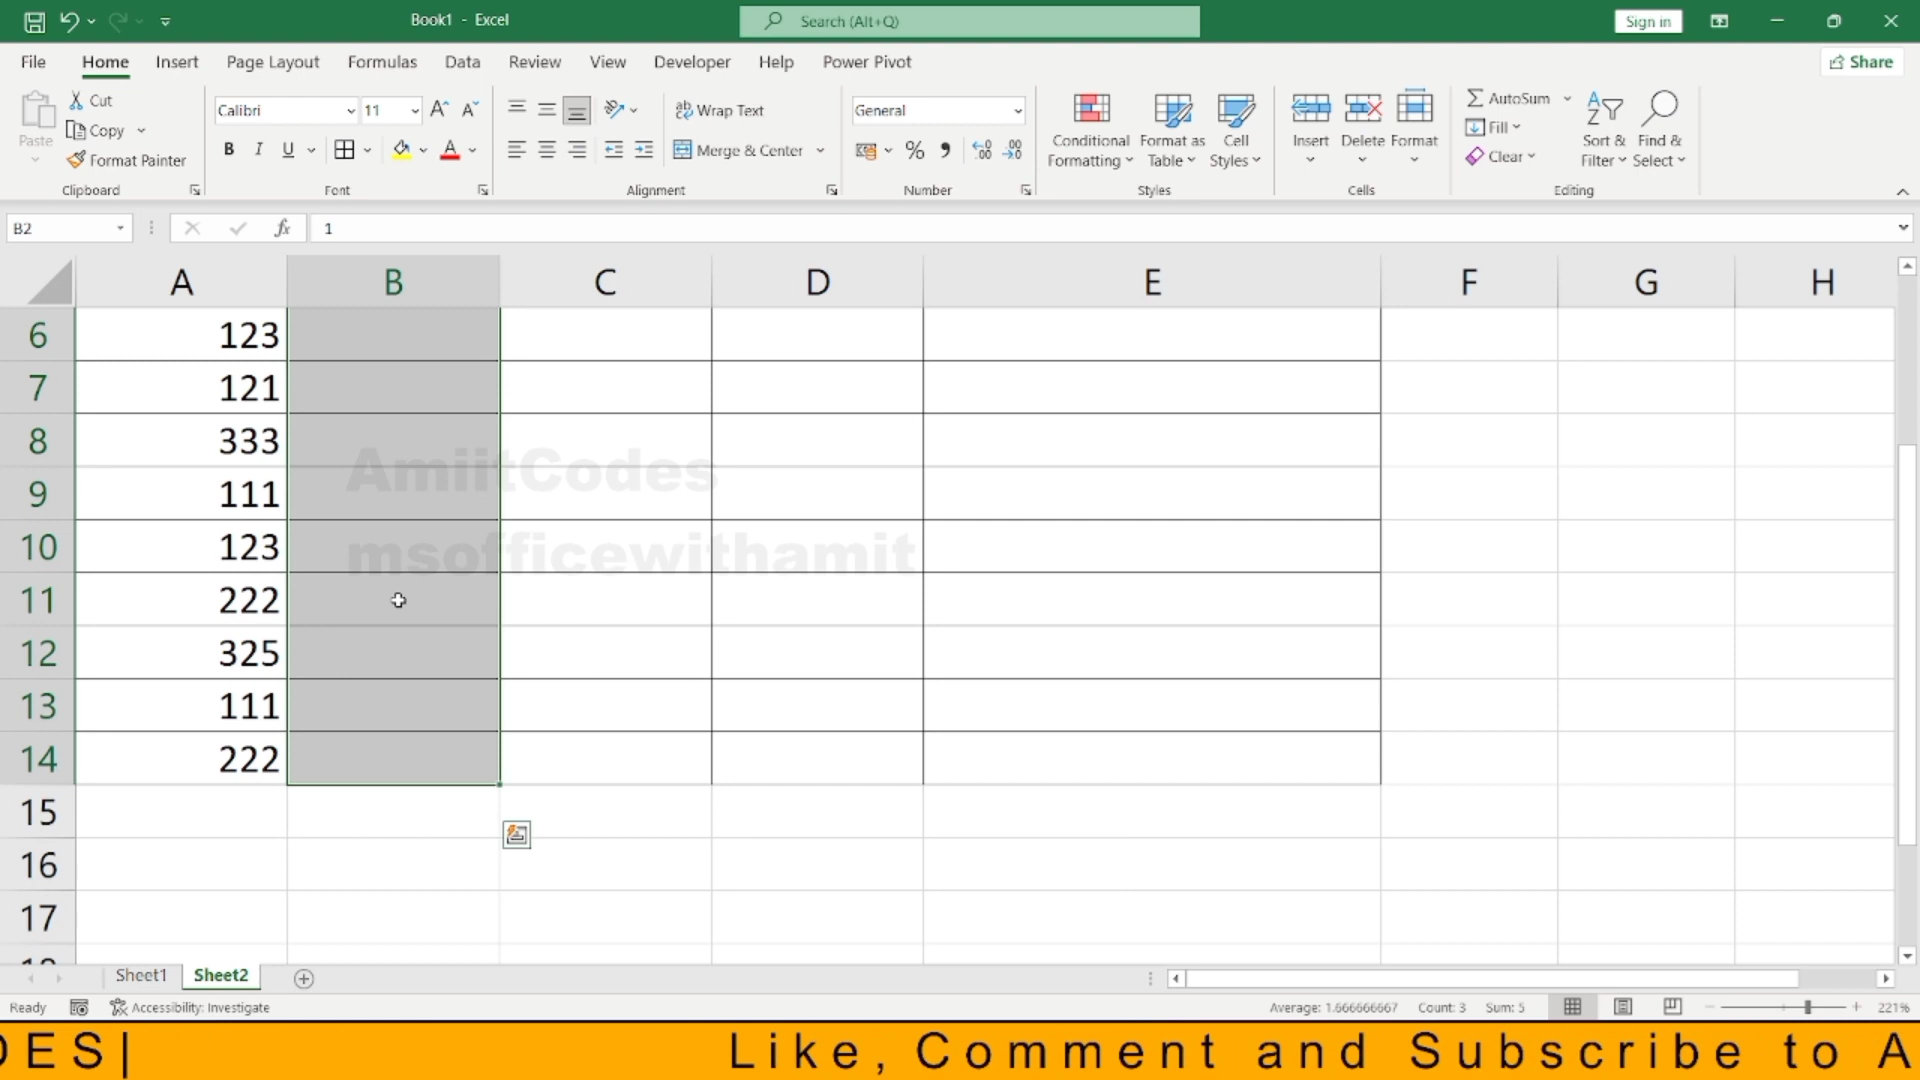 Book1 - Excel
Search (Alt+Q)
Sign in
File Home Insert Page Layout Formulas Data Review View Developer Help Power Pivot
Share
Paste
Cut
Copy
Format Painter
Clipboard
Calibri 11
B I U A
Font
Wrap Text
Merge & Center
Alignment
General
%
Number
Conditional Formatting
Format as Table
Cell Styles
Styles
Insert
Delete
Format
Cells
AutoSum
Fill
Clear
Sort & Filter
Find & Select
Editing
B2 fx 1
A B C D E F G H
6 123
7 121
8 333
9 111
10 123
11 222
12 325
13 111
14 222
15
16
17
AmiitCodes
msofficewithamit
Sheet1 Sheet2
Ready Accessibility: Investigate
Average: 1.666666667 Count: 3 Sum: 5 221%
DES| Like, Comment and Subscribe to A